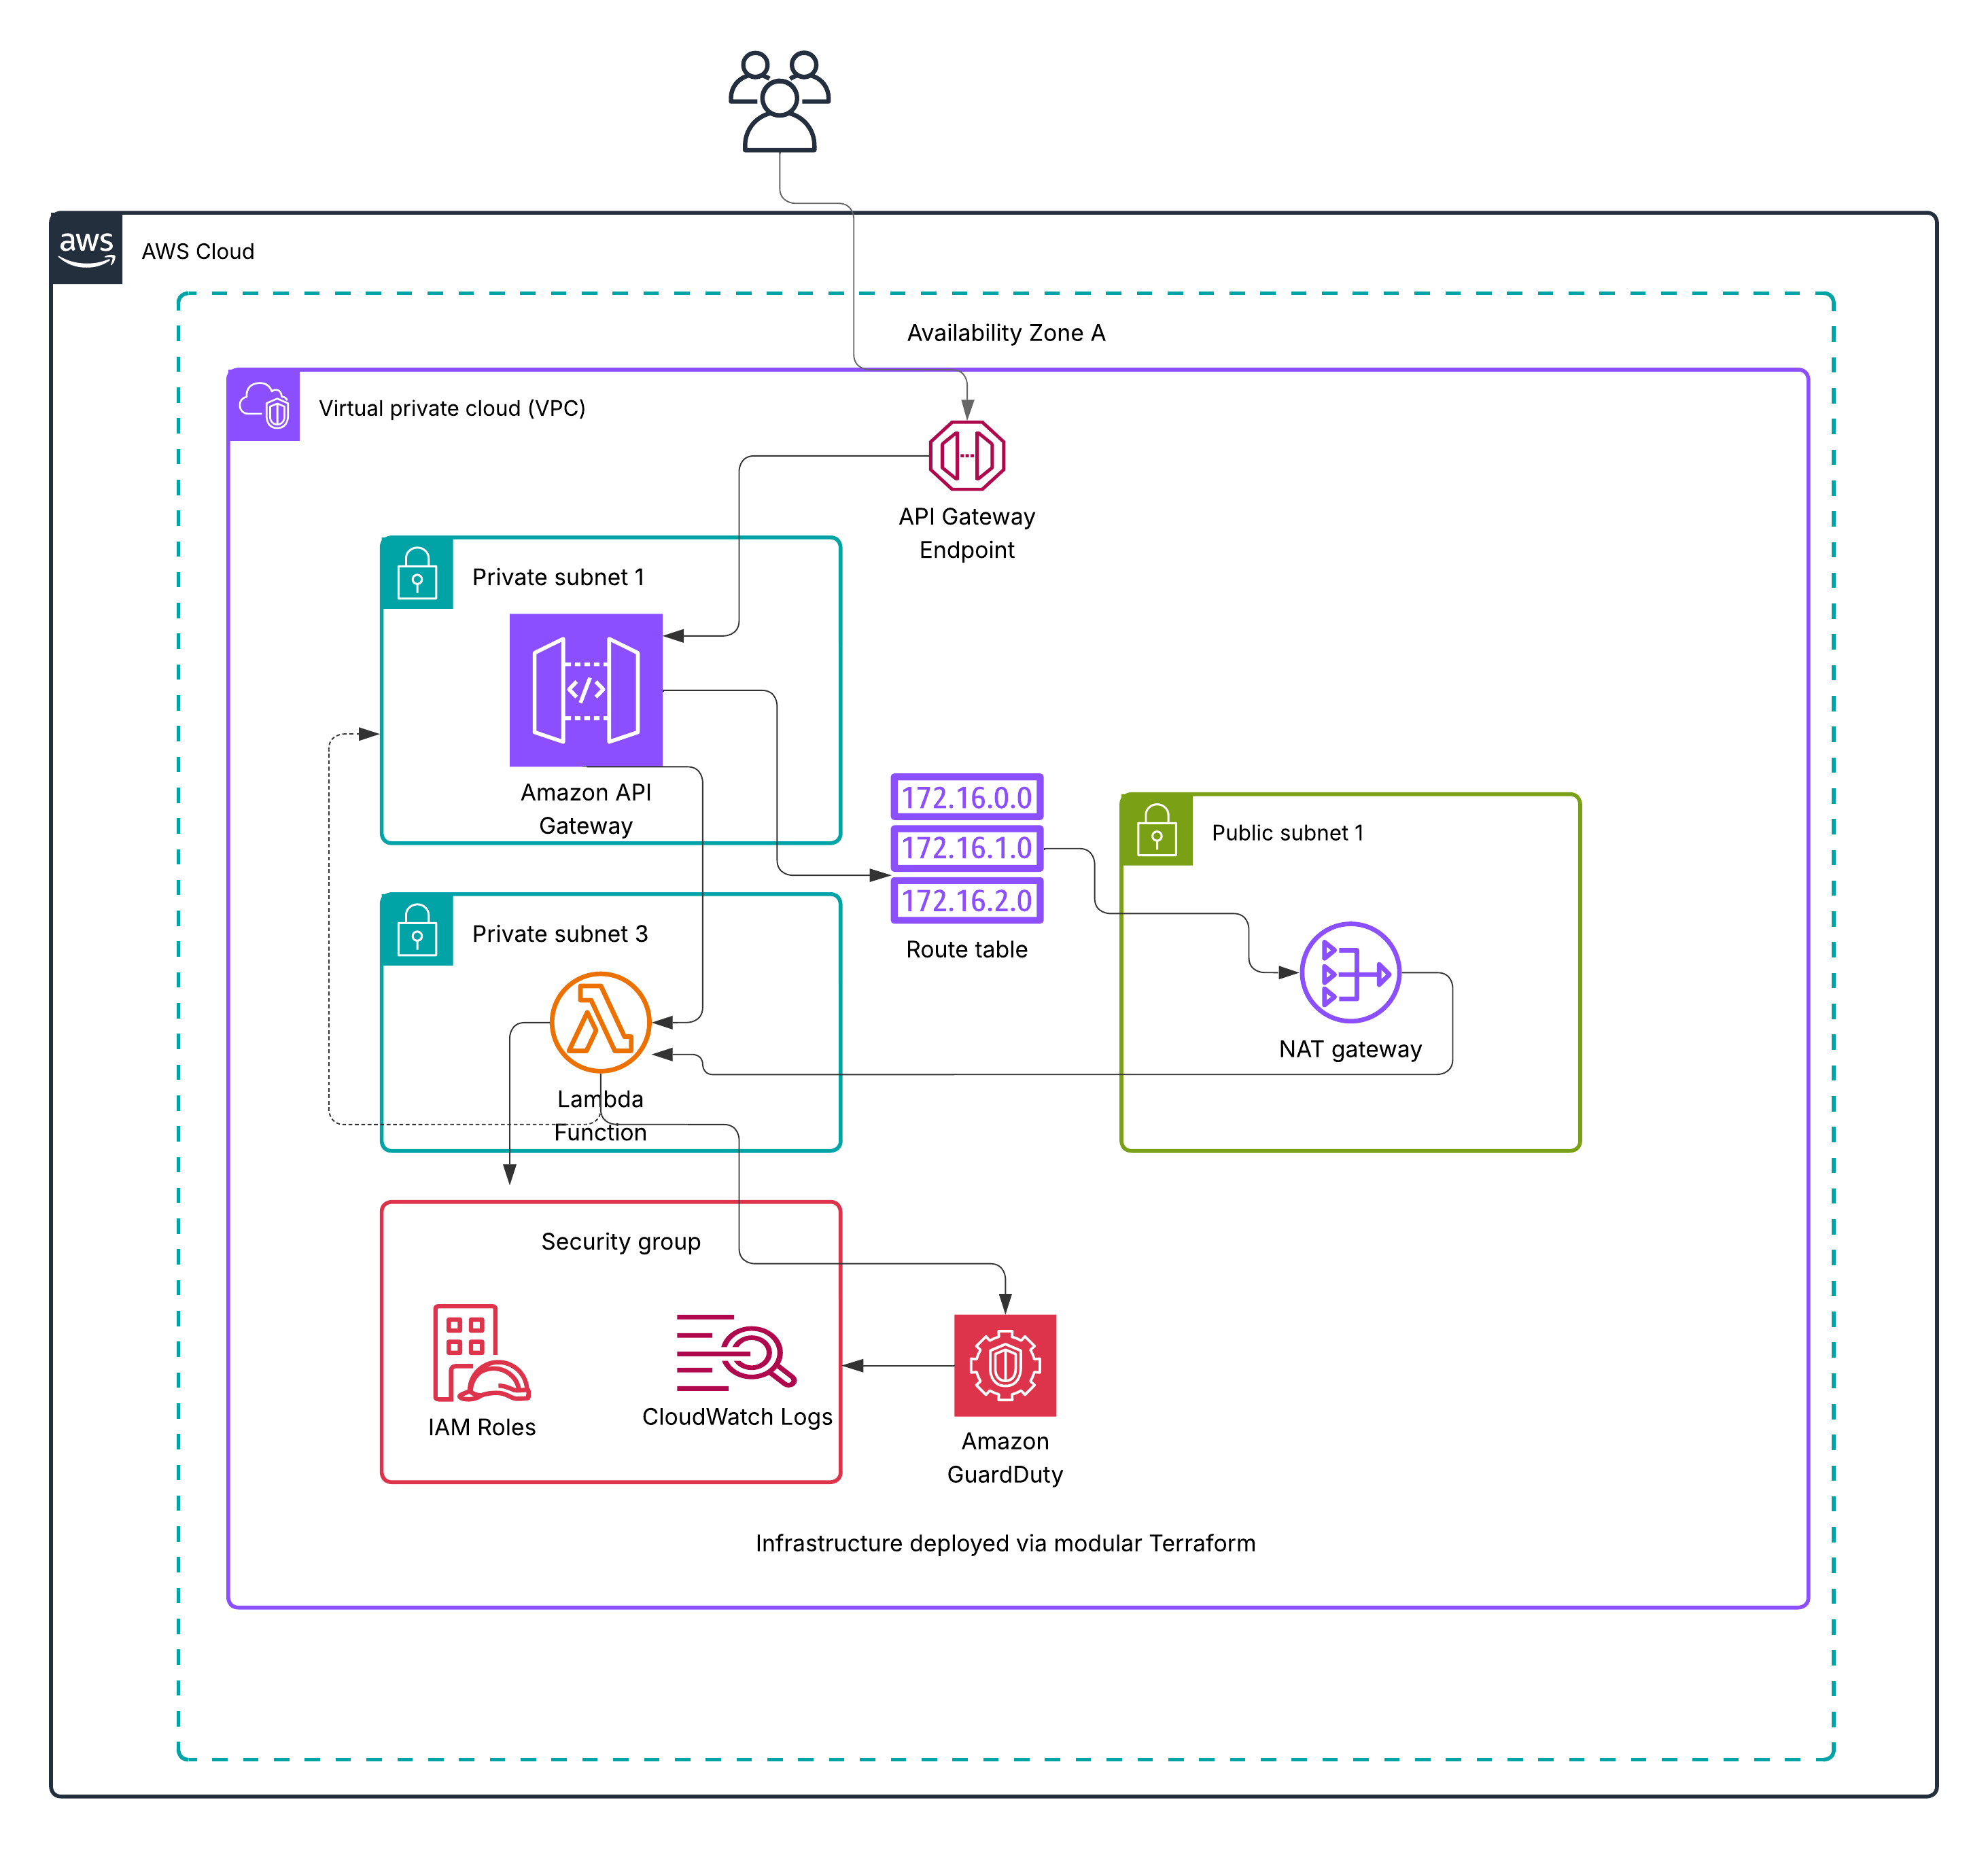 aws
AWS Cloud
Availability Zone A
Virtual private cloud (VPC)
API Gateway
Endpoint
Private subnet 1
Amazon API
Gateway
172.16.0.0
172.16.1.0
172.16.2.0
Route table
Public subnet 1
NAT gateway
Private subnet 3
Lambda
Function
Security group
IAM Roles
CloudWatch Logs
Amazon
GuardDuty
Infrastructure deployed via modular Terraform